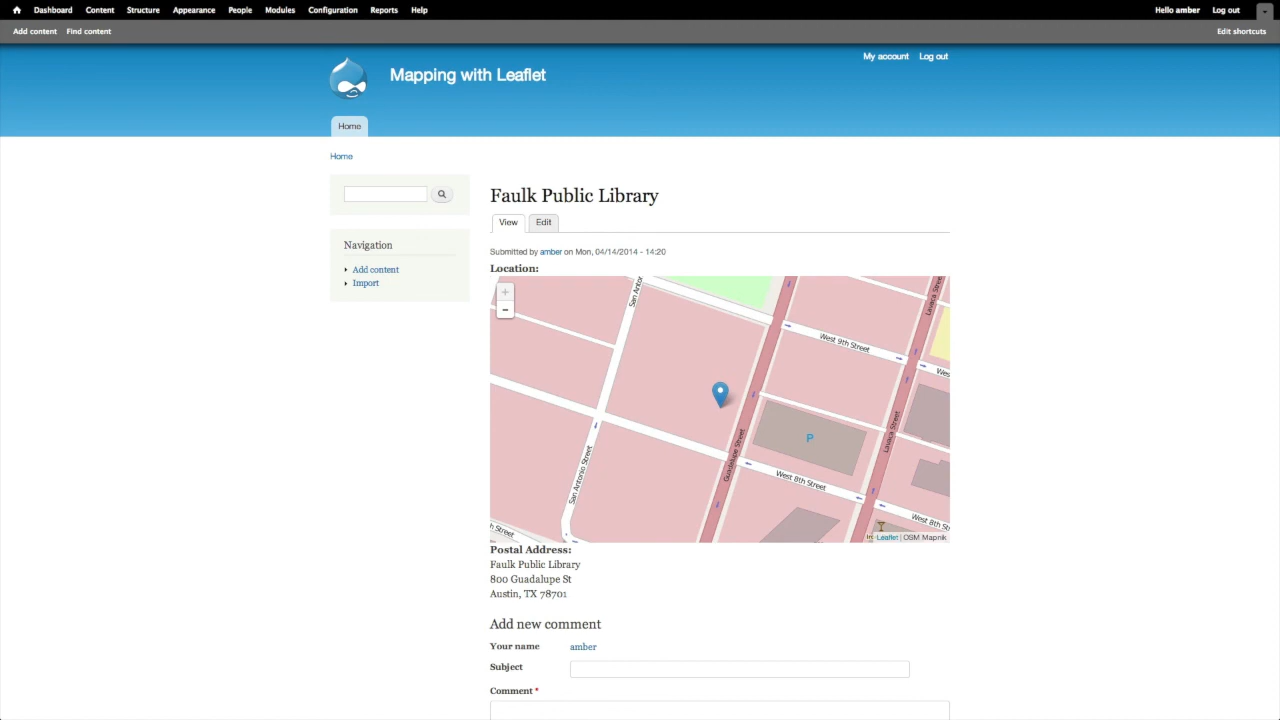 Dashboard Content Structure Appearance People Modules Configuration Reports Help Hello amber Log out
Add content Find content Edit shortcuts
My account Log out
Mapping with Leaflet
Home
Home
Faulk Public Library
View Edit
Navigation
Add content
Import
Submitted by amber on Mon, 04/14/2014 - 14:20
Location:
+
-
Lavaca Street
West 9th Street
P
Guadalupe Street
Lavaca Street
San Antonio Street
West 8th Street
West 8th St
Street
Leaflet | OSM Mapnik
Postal Address:
Faulk Public Library
800 Guadalupe St
Austin, TX 78701
Add new comment
Your name amber
Subject
Comment *